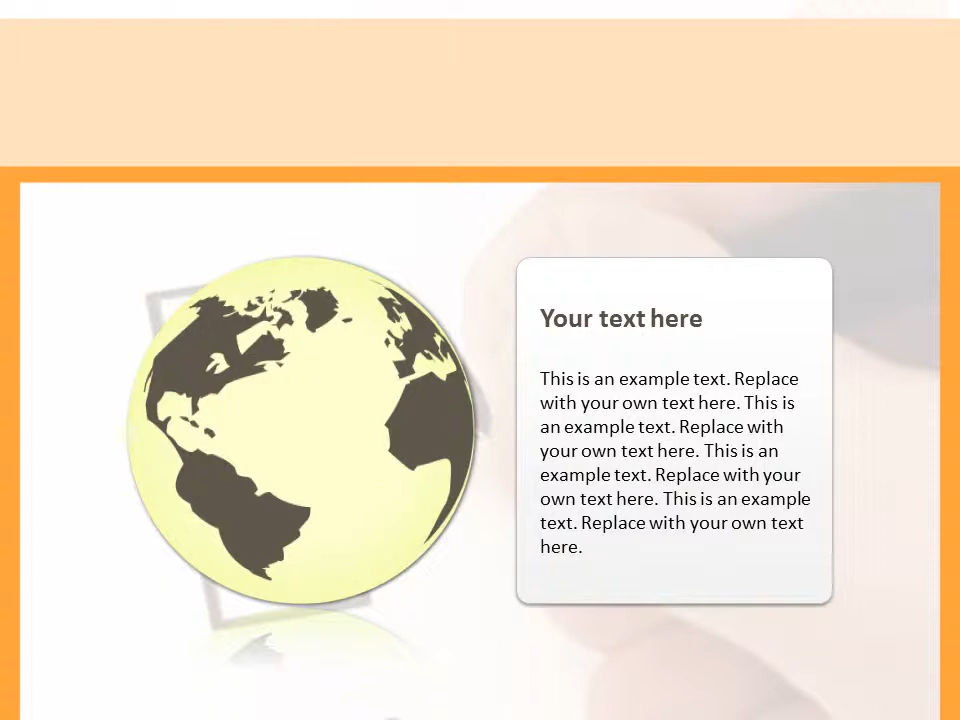 Your text here
This is an example text. Replace
with your own text here. This is
an example text. Replace with
your own text here. This is an
example text. Replace with your
own text here. This is an example
text. Replace with your own text
here.